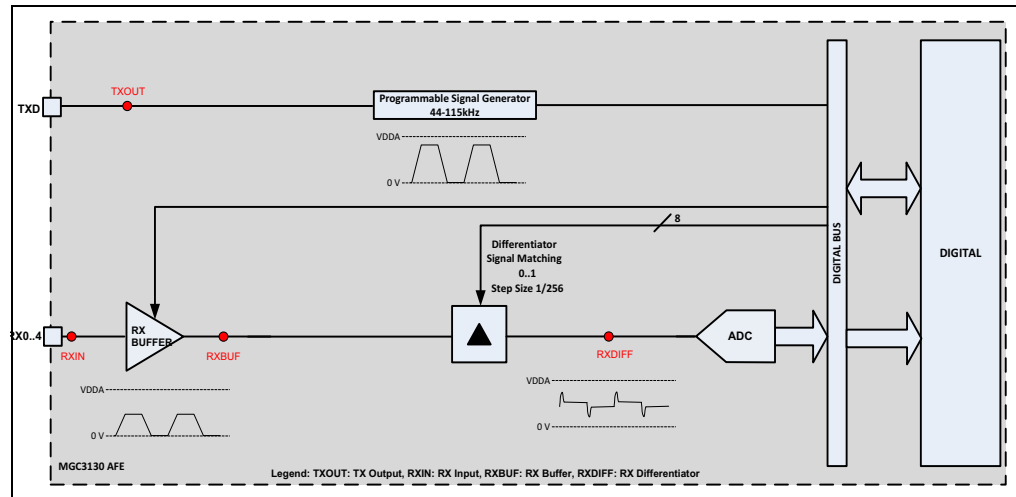 TXOUT
TXD
Programmable Signal Generator
44-115kHz
VDDA
0 V
8
Differentiator
Signal Matching
0..1
Step Size 1/256
DIGITAL BUS
DIGITAL
RX0..4
RXIN
RX
BUFFER
RXBUF
RXDIFF
ADC
VDDA
0 V
VDDA
0 V
MGC3130 AFE
Legend: TXOUT: TX Output, RXIN: RX Input, RXBUF: RX Buffer, RXDIFF: RX Differentiator